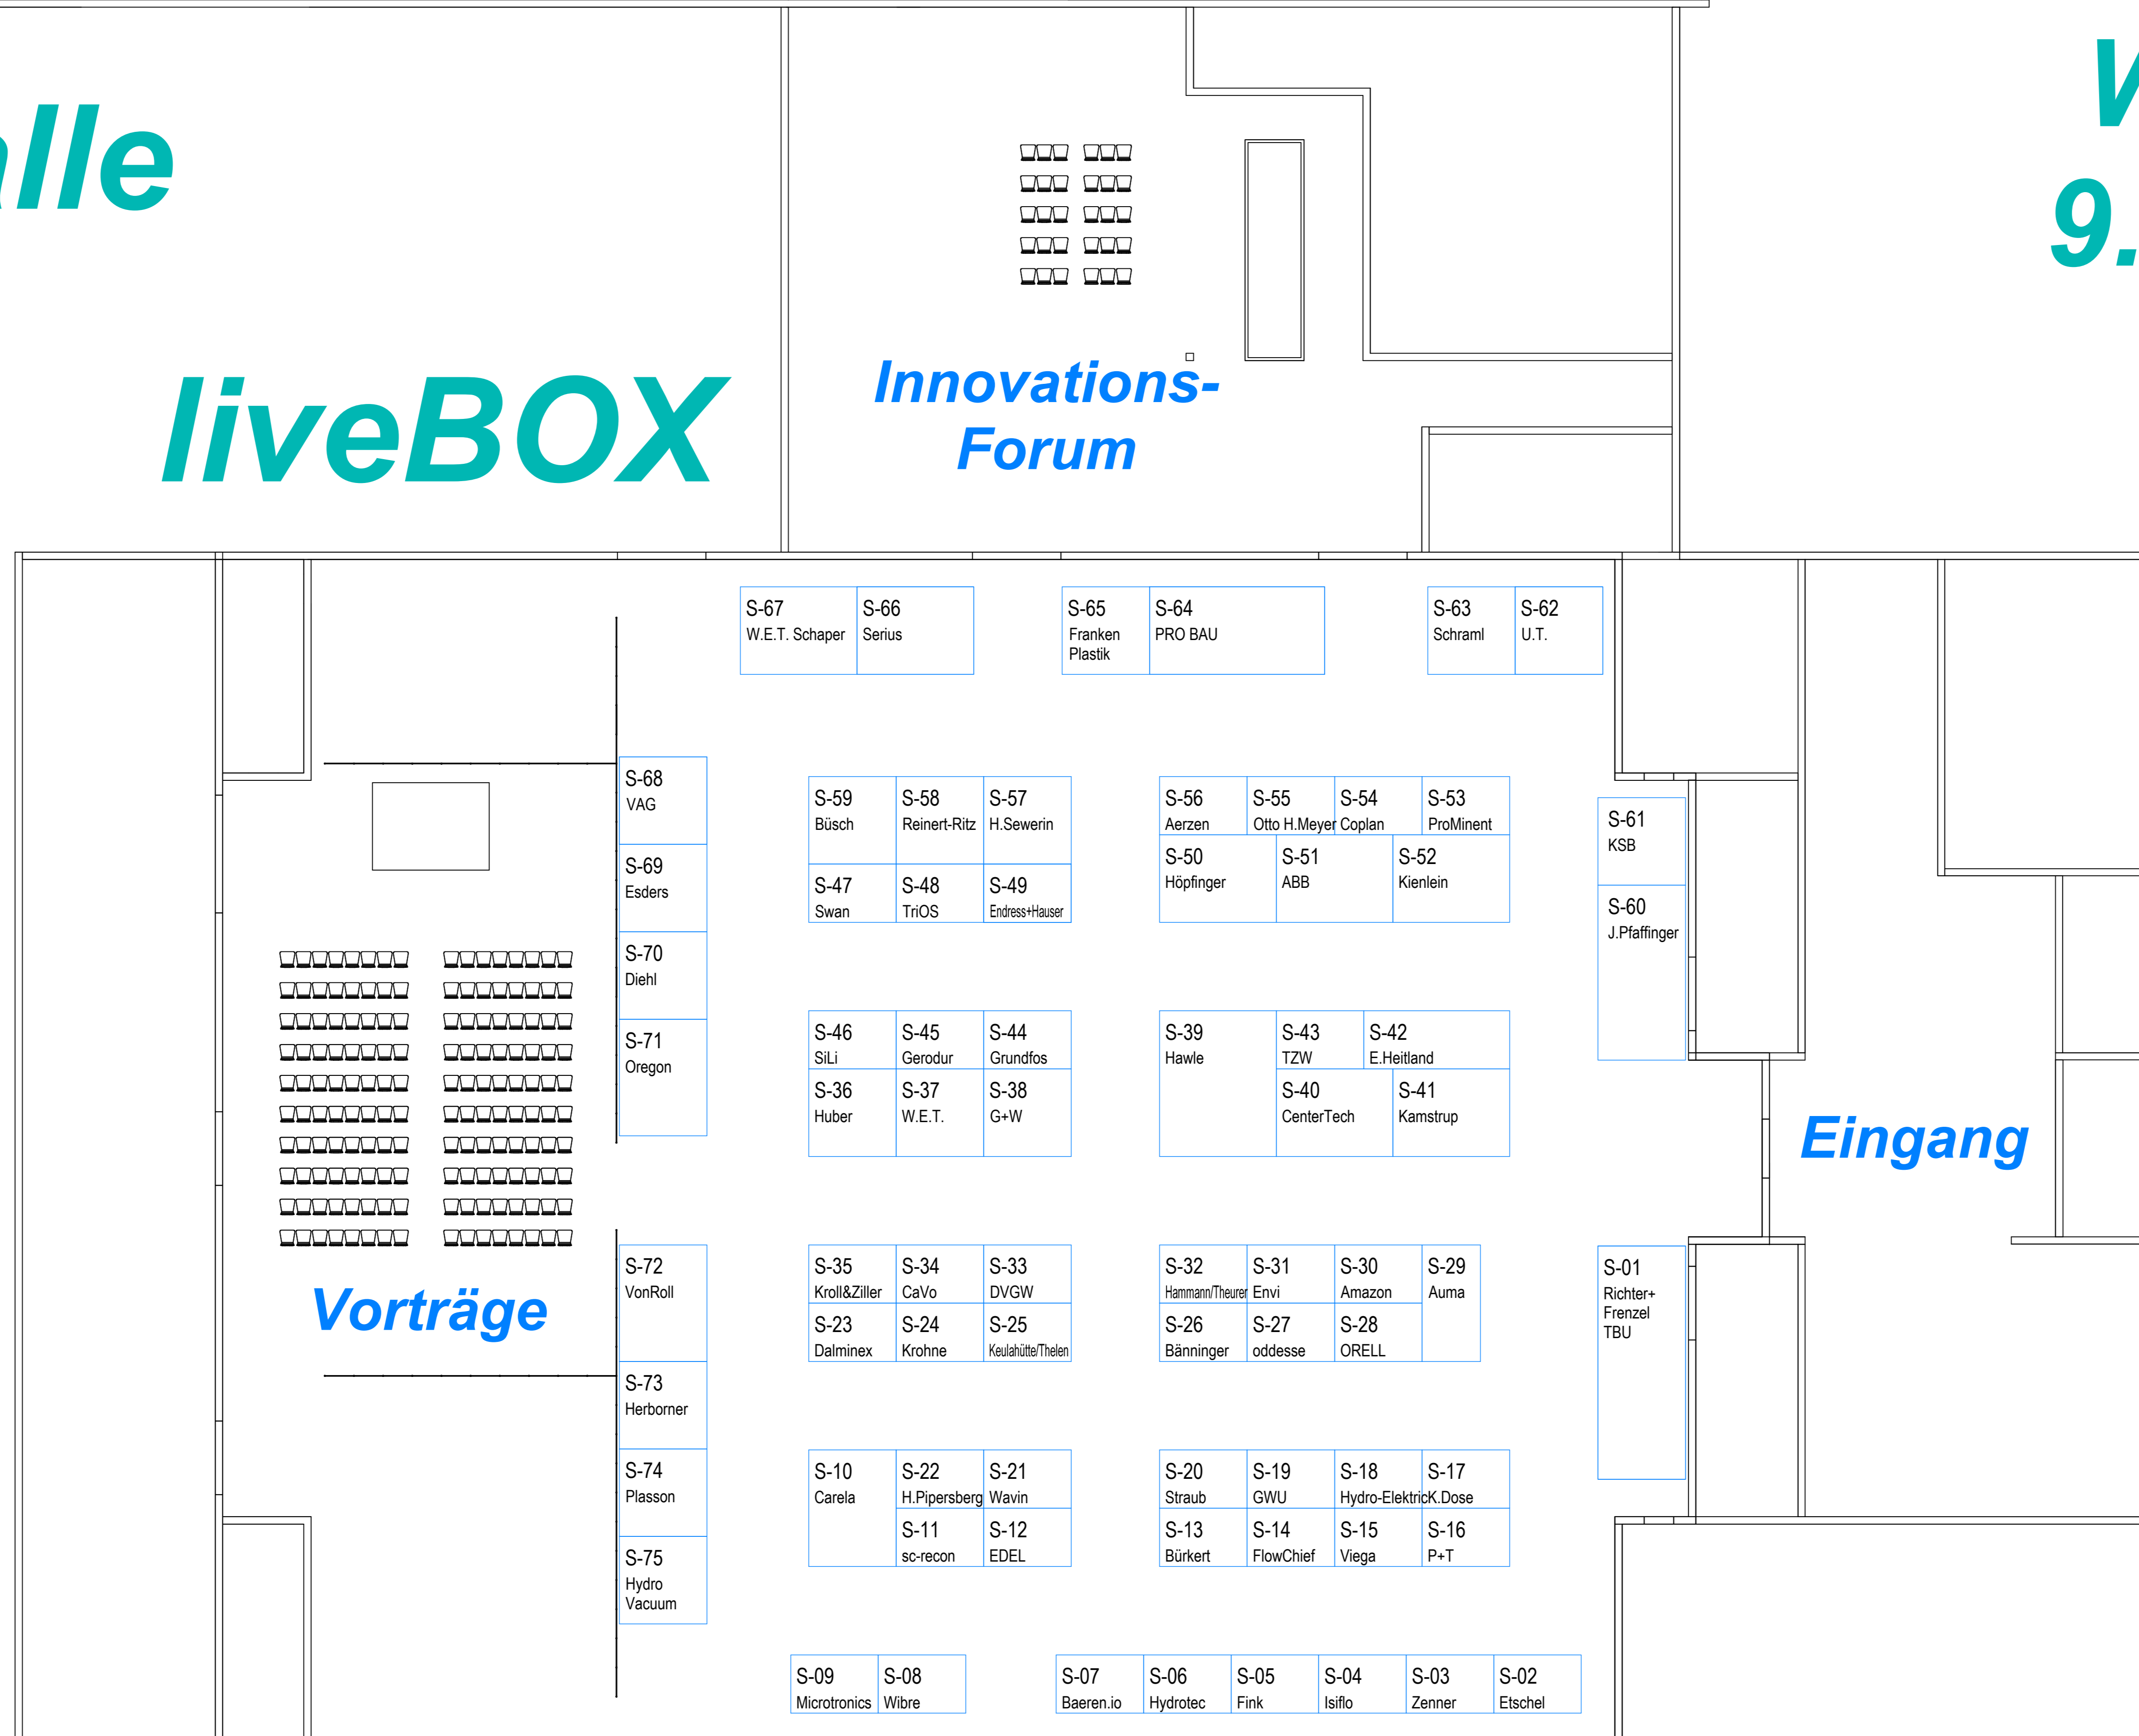 alle
W
9.
liveBOX
Innovations-
Forum
S-67
W.E.T. Schaper
S-66
Serius
S-65
Franken
Plastik
S-64
PRO BAU
S-63
Schraml
S-62
U.T.
S-68
VAG
S-69
Esders
S-70
Diehl
S-71
Oregon
S-59
Büsch
S-58
Reinert-Ritz
S-57
H.Sewerin
S-47
Swan
S-48
TriOS
S-49
Endress+Hauser
S-56
Aerzen
S-55
Otto H.Meyer
S-54
Coplan
S-53
ProMinent
S-50
Höpfinger
S-51
ABB
S-52
Kienlein
S-61
KSB
S-60
J.Pfaffinger
S-46
SiLi
S-45
Gerodur
S-44
Grundfos
S-36
Huber
S-37
W.E.T.
S-38
G+W
S-39
Hawle
S-43
TZW
S-42
E.Heitland
S-40
CenterTech
S-41
Kamstrup
Eingang
Vorträge
S-72
VonRoll
S-73
Herborner
S-74
Plasson
S-75
Hydro
Vacuum
S-35
Kroll&Ziller
S-34
CaVo
S-33
DVGW
S-23
Dalminex
S-24
Krohne
S-25
Keulahütte/Thelen
S-32
Hammann/Theurer
S-31
Envi
S-30
Amazon
S-29
Auma
S-26
Bänninger
S-27
oddesse
S-28
ORELL
S-01
Richter+
Frenzel
TBU
S-10
Carela
S-22
H.Pipersberg
S-21
Wavin
S-11
sc-recon
S-12
EDEL
S-20
Straub
S-19
GWU
S-18
Hydro-Elektric
S-17
K.Dose
S-13
Bürkert
S-14
FlowChief
S-15
Viega
S-16
P+T
S-09
Microtronics
S-08
Wibre
S-07
Baeren.io
S-06
Hydrotec
S-05
Fink
S-04
Isiflo
S-03
Zenner
S-02
Etschel